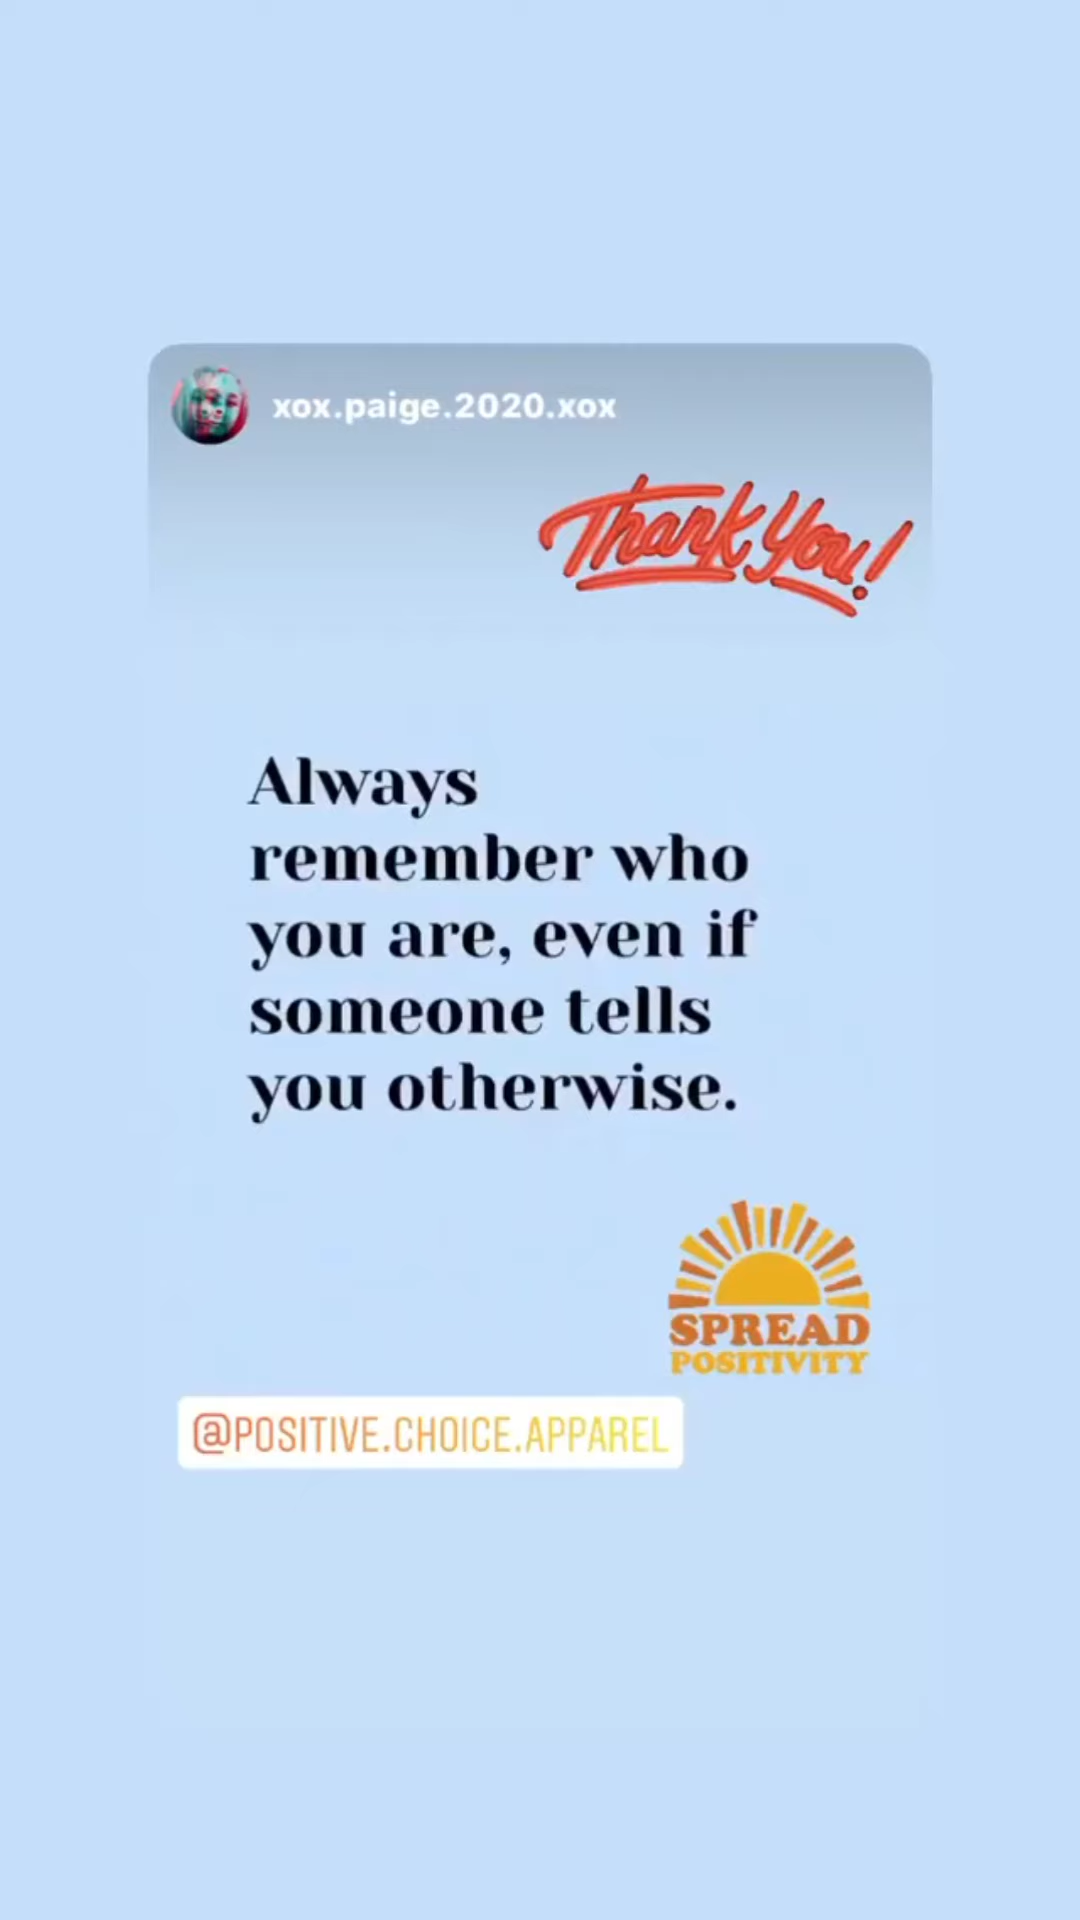 xox.paige.2020.xox
Thank You!
Always
remember who
you are, even if
someone tells
you otherwise.
SPREAD
POSITIVITY
@POSITIVE.CHOICE.APPAREL